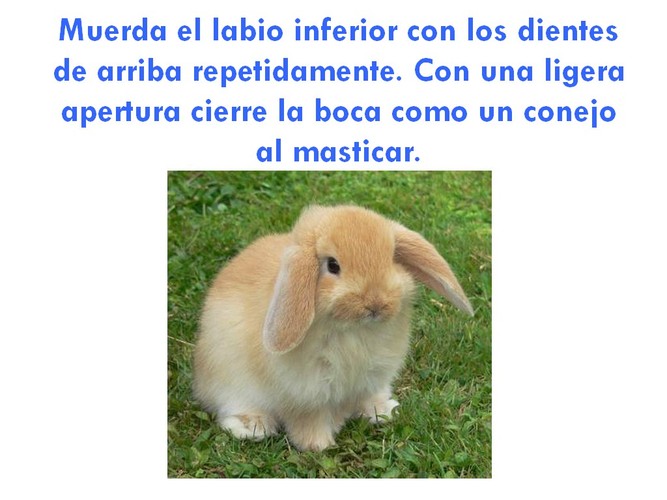 Muerda el labio inferior con los dientes
de arriba repetidamente. Con una ligera
apertura cierre la boca como un conejo
al masticar.